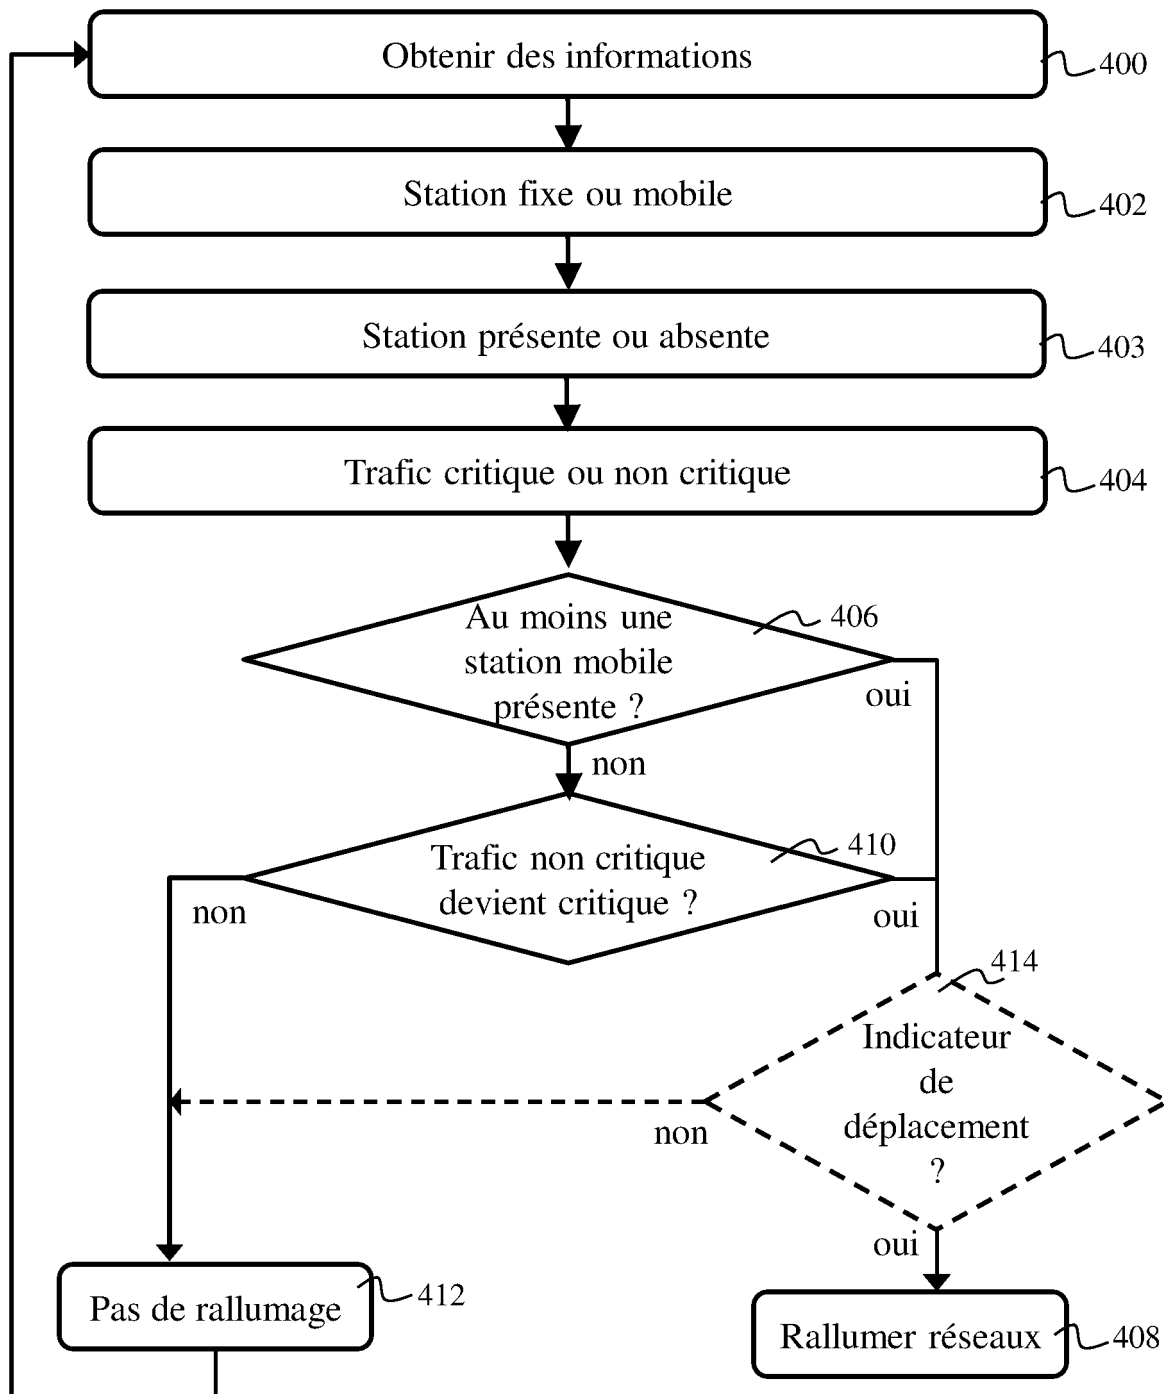 Obtenir des informations
400
Station fixe ou mobile
402
Station présente ou absente
403
Trafic critique ou non critique
404
Au moins une
station mobile
présente ?
406
oui
non
Trafic non critique
devient critique ?
410
non
oui
414
Indicateur
de
déplacement
?
non
oui
Pas de rallumage
412
Rallumer réseaux
408